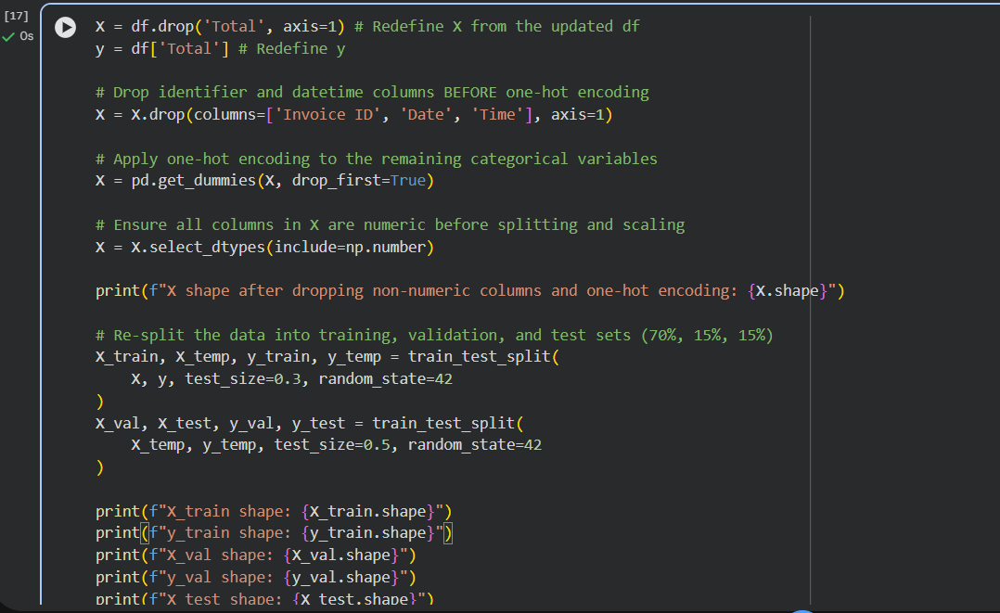 [17]
0s
X = df.drop('Total', axis=1) # Redefine X from the updated df
y = df['Total'] # Redefine y
# Drop identifier and datetime columns BEFORE one-hot encoding
X = X.drop(columns=['Invoice ID', 'Date', 'Time'], axis=1)
# Apply one-hot encoding to the remaining categorical variables
X = pd.get_dummies(X, drop_first=True)
# Ensure all columns in X are numeric before splitting and scaling
X = X.select_dtypes(include=np.number)
print(f"X shape after dropping non-numeric columns and one-hot encoding: {X.shape}")
# Re-split the data into training, validation, and test sets (70%, 15%, 15%)
X_train, X_temp, y_train, y_temp = train_test_split(
    X, y, test_size=0.3, random_state=42
)
X_val, X_test, y_val, y_test = train_test_split(
    X_temp, y_temp, test_size=0.5, random_state=42
)
print(f"X_train shape: {X_train.shape}")
print(f"y_train shape: {y_train.shape}")
print(f"X_val shape: {X_val.shape}")
print(f"y_val shape: {y_val.shape}")
print(f"X_test shape: {X_test.shape}")